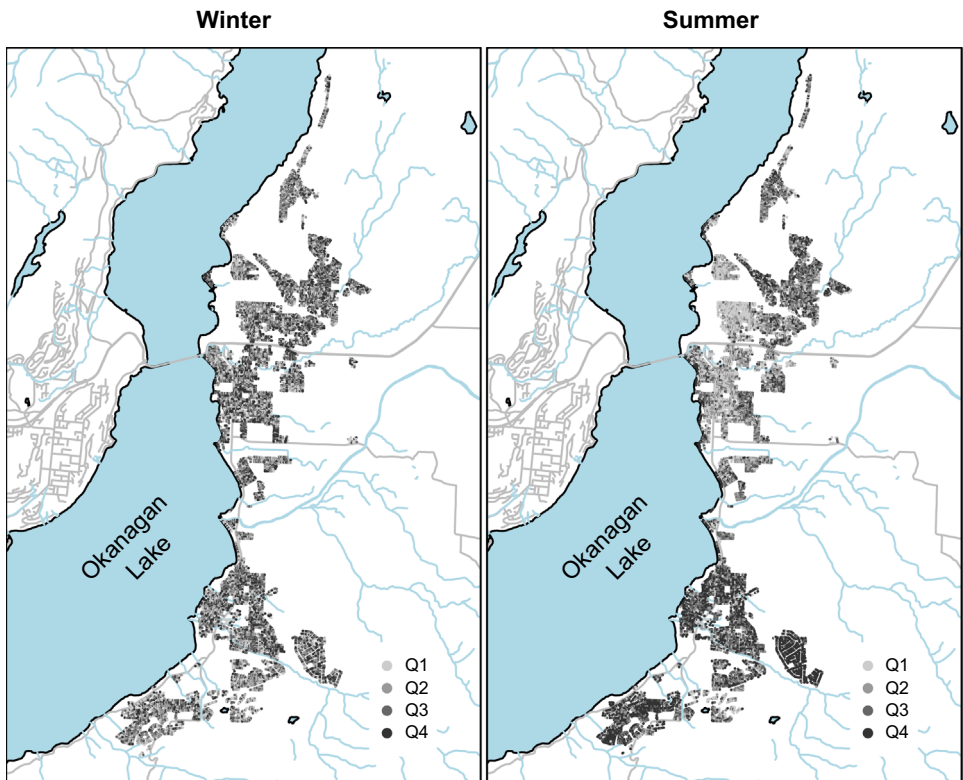 Winter
Summer
Okanagan
Lake
Q1
Q2
Q3
Q4
Okanagan
Lake
Q1
Q2
Q3
Q4